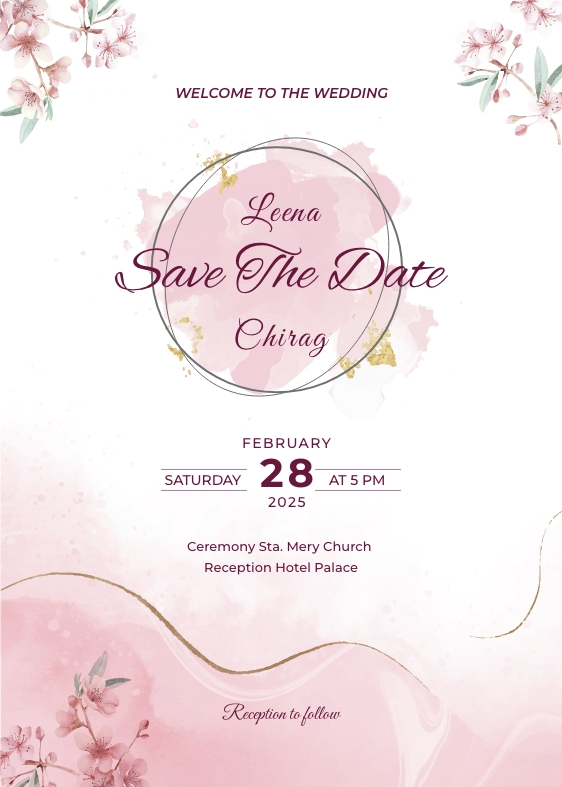 WELCOME TO THE WEDDING
Leena
Save The Date
Chirag
FEBRUARY
SATURDAY 28 AT 5 PM
2025
Ceremony Sta. Mery Church
Reception Hotel Palace
Reception to follow